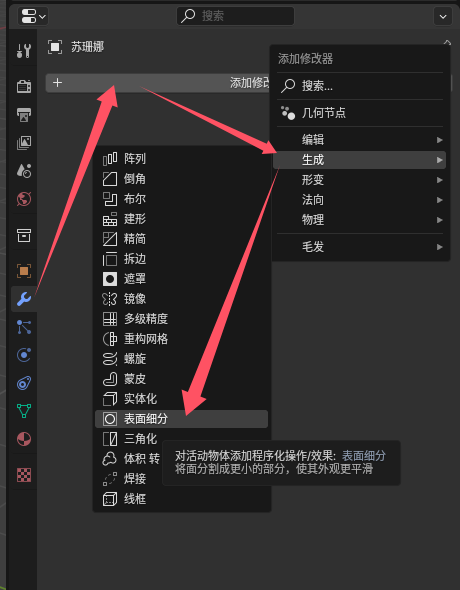 搜索
苏珊娜
添加修改器
添加修
搜索...
几何节点
编辑
生成
形变
法向
物理
毛发
阵列
倒角
布尔
建形
精简
拆边
遮罩
镜像
多级精度
重构网格
螺旋
蒙皮
实体化
表面细分
三角化
体积 转
焊接
线框
对活动物体添加程序化操作/效果: 表面细分
将面分割成更小的部分，使其外观更平滑